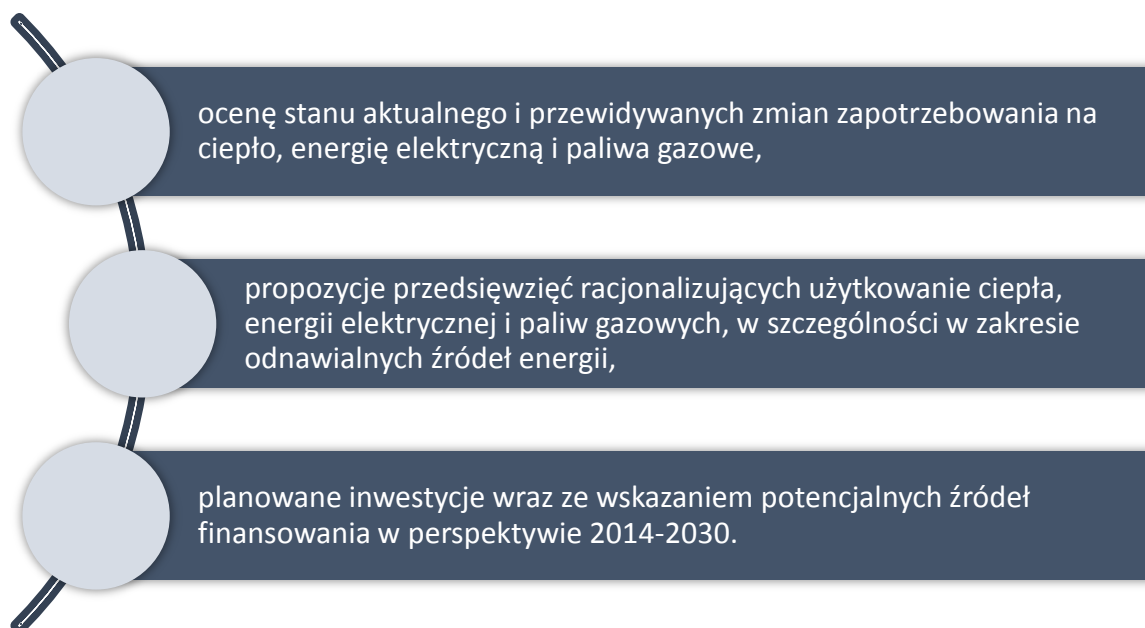 ocenę stanu aktualnego i przewidywanych zmian zapotrzebowania na
ciepło, energię elektryczną i paliwa gazowe,
propozycje przedsięwzięć racjonalizujących użytkowanie ciepła,
energii elektrycznej i paliw gazowych, w szczególności w zakresie
odnawialnych źródeł energii,
planowane inwestycje wraz ze wskazaniem potencjalnych źródeł
finansowania w perspektywie 2014-2030.